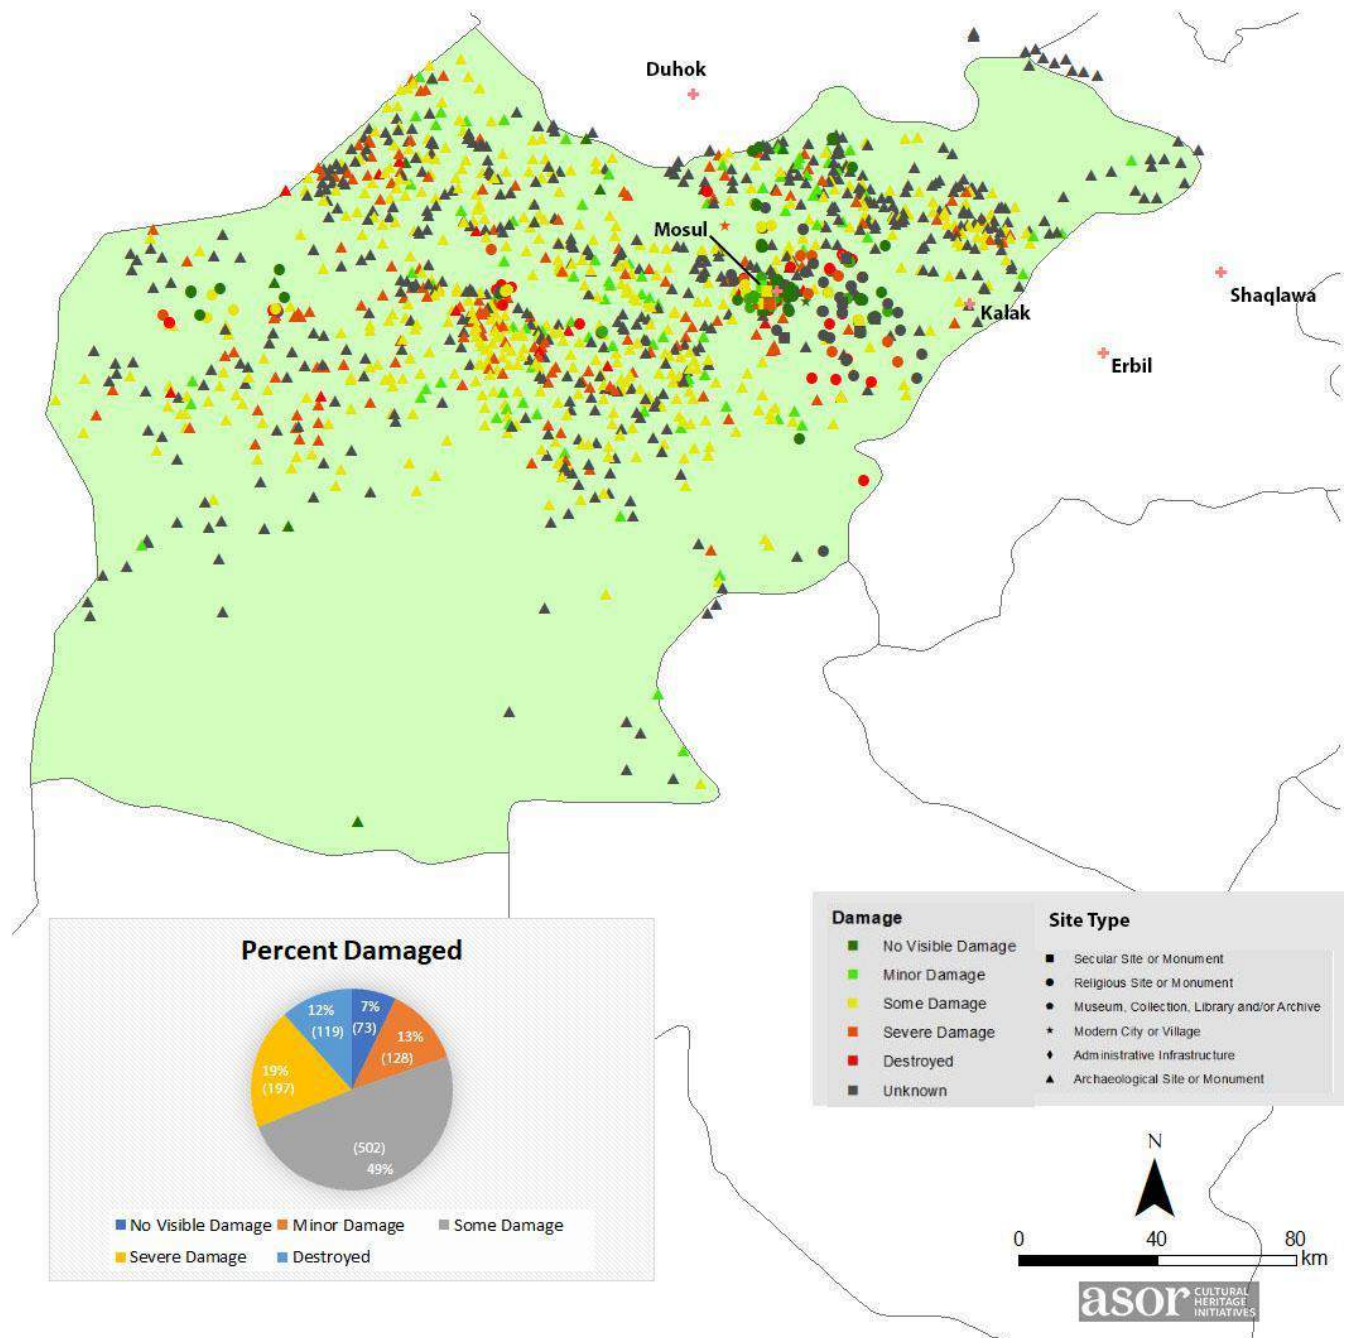 Duhok
Mosul
Shaqlawa
Kalak
Erbil
Percent Damaged
12%
(119)
7%
(73)
13%
(128)
19%
(197)
(502)
49%
No Visible Damage Minor Damage Some Damage
Severe Damage Destroyed
Damage
No Visible Damage
Minor Damage
Some Damage
Severe Damage
Destroyed
Unknown
Site Type
Secular Site or Monument
Religious Site or Monument
Museum, Collection, Library and/or Archive
Modern City or Village
Administrative Infrastructure
Archaeological Site or Monument
N
0 40 80
km
asor CULTURAL
HERITAGE
INITIATIVES